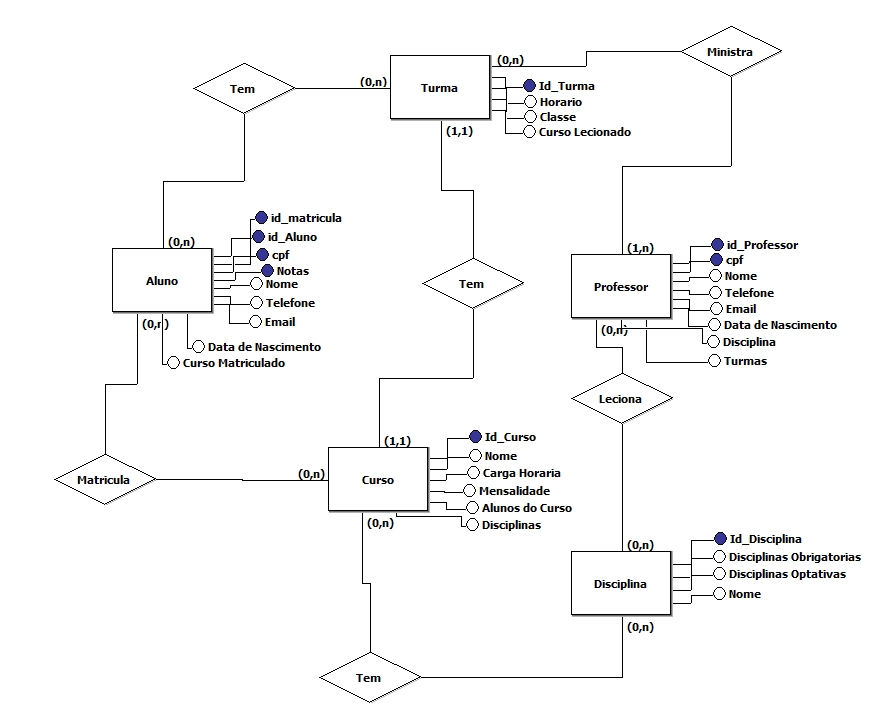 Ministra
(0,n)
Tem
(0,n)
Turma
Id_Turma
Horario
Classe
Curso Lecionado
(1,1)
id_matricula
id_Aluno
cpf
Notas
Nome
Telefone
Email
Data de Nascimento
Curso Matriculado
(0,n)
Aluno
(0,n)
Tem
(1,n)
Professor
id_Professor
cpf
Nome
Telefone
Email
Data de Nascimento
Disciplina
Turmas
(0,n)
Leciona
(1,1)
Matricula
(0,n)
Curso
Id_Curso
Nome
Carga Horaria
Mensalidade
Alunos do Curso
Disciplinas
(0,n)
(0,n)
Disciplina
Id_Disciplina
Disciplinas Obrigatorias
Disciplinas Optativas
Nome
(0,n)
Tem